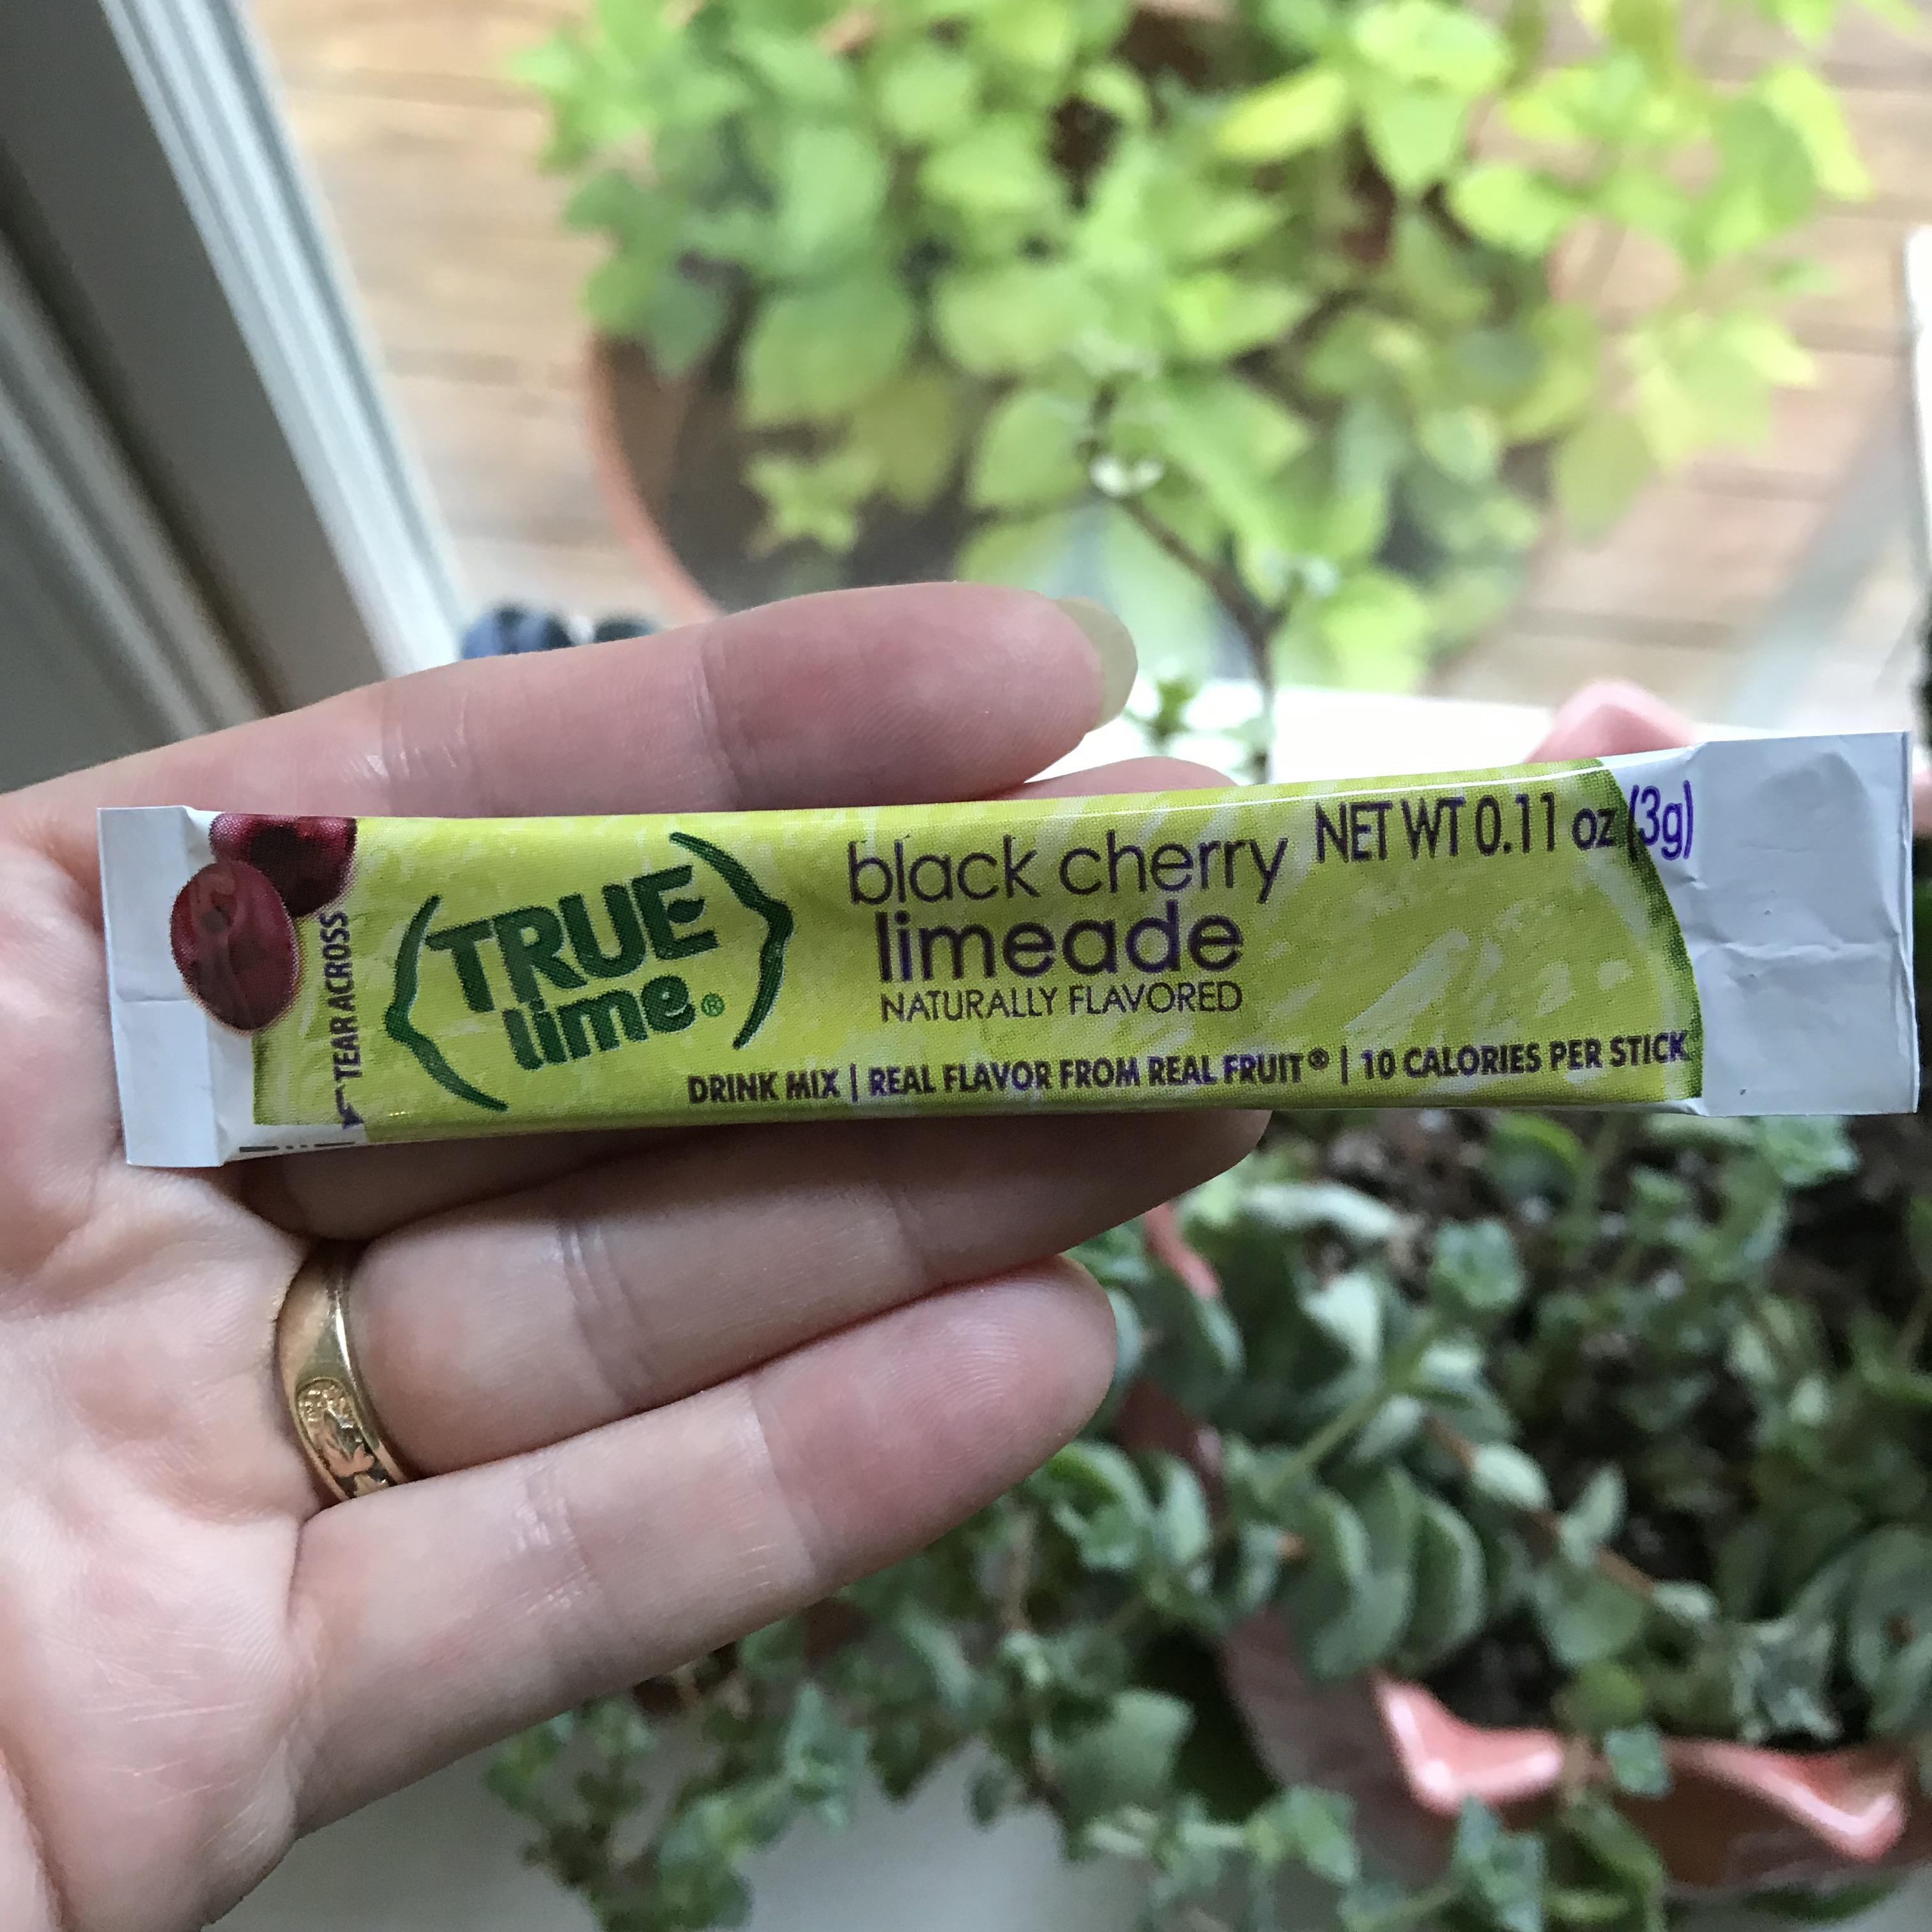 TEAR ACROSS
TRUE
lime®
black cherry
limeade
NATURALLY FLAVORED
NET WT 0.11 oz (3g)
DRINK MIX | REAL FLAVOR FROM REAL FRUIT® | 10 CALORIES PER STICK